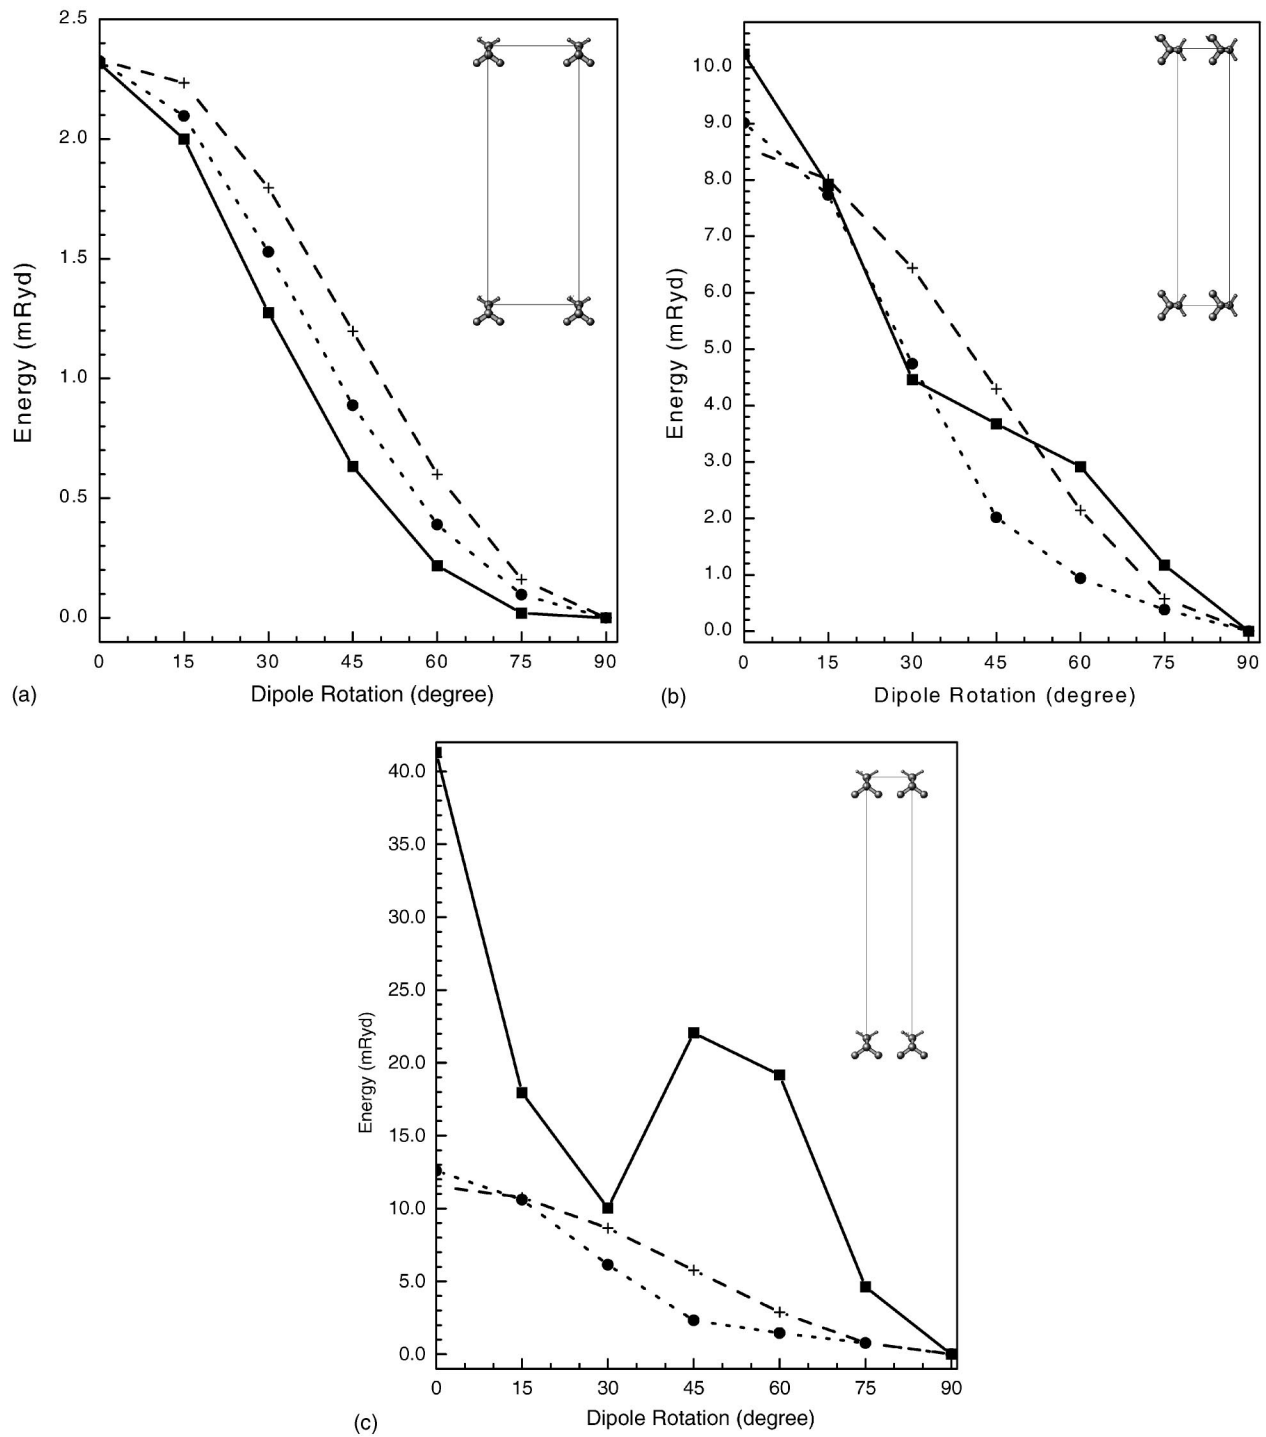 2.5
2.0
1.5
1.0
0.5
0.0
Energy (mRyd)
0 15 30 45 60 75 90
(a) Dipole Rotation (degree)
10.0
9.0
8.0
7.0
6.0
5.0
4.0
3.0
2.0
1.0
0.0
Energy (mRyd)
0 15 30 45 60 75 90
(b) Dipole Rotation (degree)
40.0
35.0
30.0
25.0
20.0
15.0
10.0
5.0
0.0
Energy (mRyd)
0 15 30 45 60 75 90
(c) Dipole Rotation (degree)